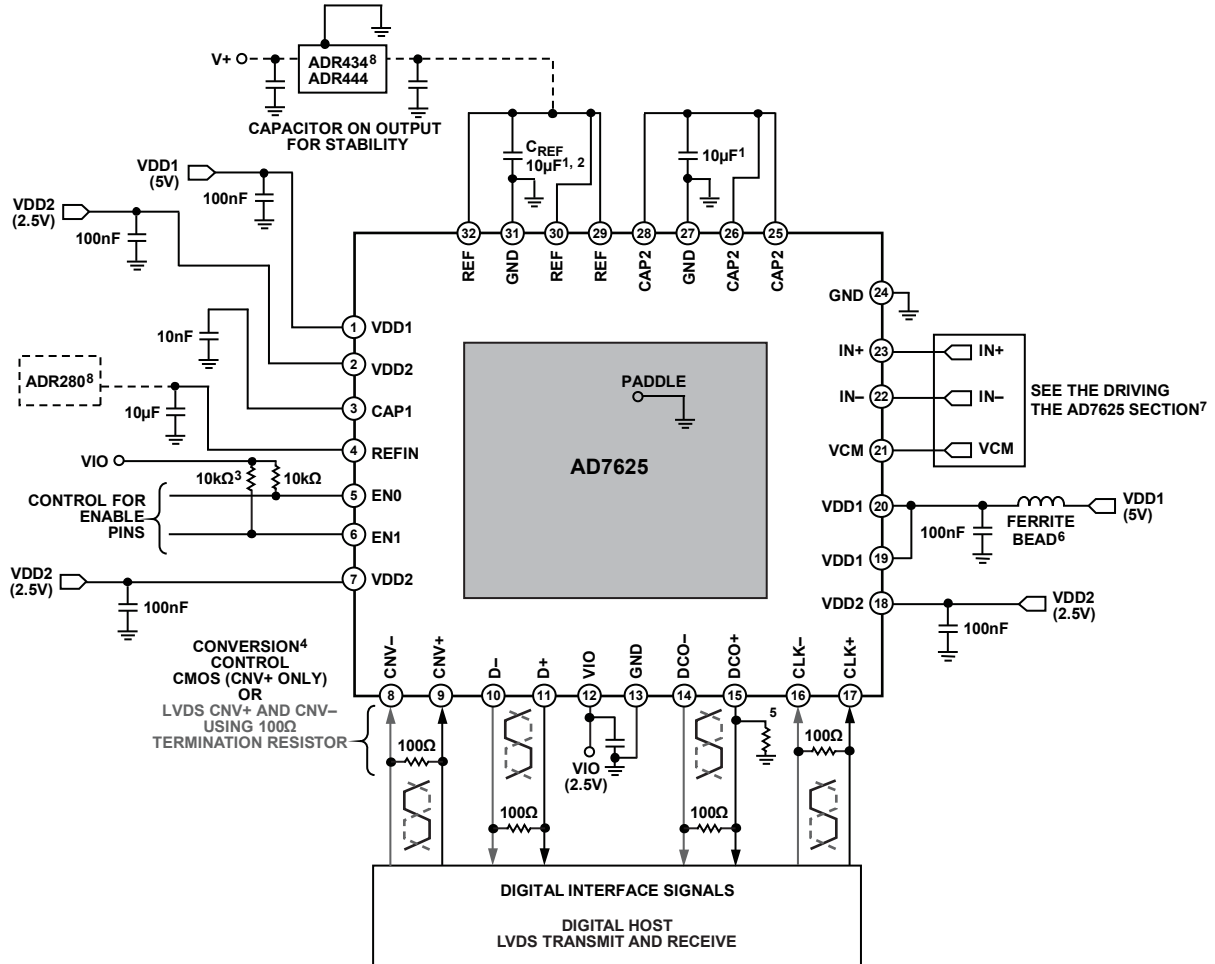 V+
ADR434⁸
ADR444
CAPACITOR ON OUTPUT
FOR STABILITY
VDD1
(5V)
100nF
VDD2
(2.5V)
100nF
CREF
10µF1, 2
10µF1
32
31
30
29
28
27
26
25
REF
GND
REF
REF
CAP2
GND
CAP2
CAP2
10nF
ADR280⁸
10µF
VIO
10kΩ³
10kΩ
CONTROL FOR
ENABLE
PINS
VDD2
(2.5V)
100nF
1
VDD1
2
VDD2
3
CAP1
4
REFIN
5
EN0
6
EN1
7
VDD2
PADDLE
AD7625
GND
24
IN+
23
IN+
IN–
22
IN–
VCM
21
VCM
SEE THE DRIVING
THE AD7625 SECTION⁷
VDD1
20
VDD1
19
100nF
FERRITE
BEAD⁶
VDD1
(5V)
VDD2
18
100nF
VDD2
(2.5V)
CONVERSION⁴
CONTROL
CMOS (CNV+ ONLY)
OR
LVDS CNV+ AND CNV–
USING 100Ω
TERMINATION RESISTOR
CNV–
CNV+
D–
D+
VIO
GND
DCO–
DCO+
CLK–
CLK+
8
9
10
11
12
13
14
15
16
17
100Ω
100Ω
VIO
(2.5V)
100Ω
5
100Ω
DIGITAL INTERFACE SIGNALS
DIGITAL HOST
LVDS TRANSMIT AND RECEIVE